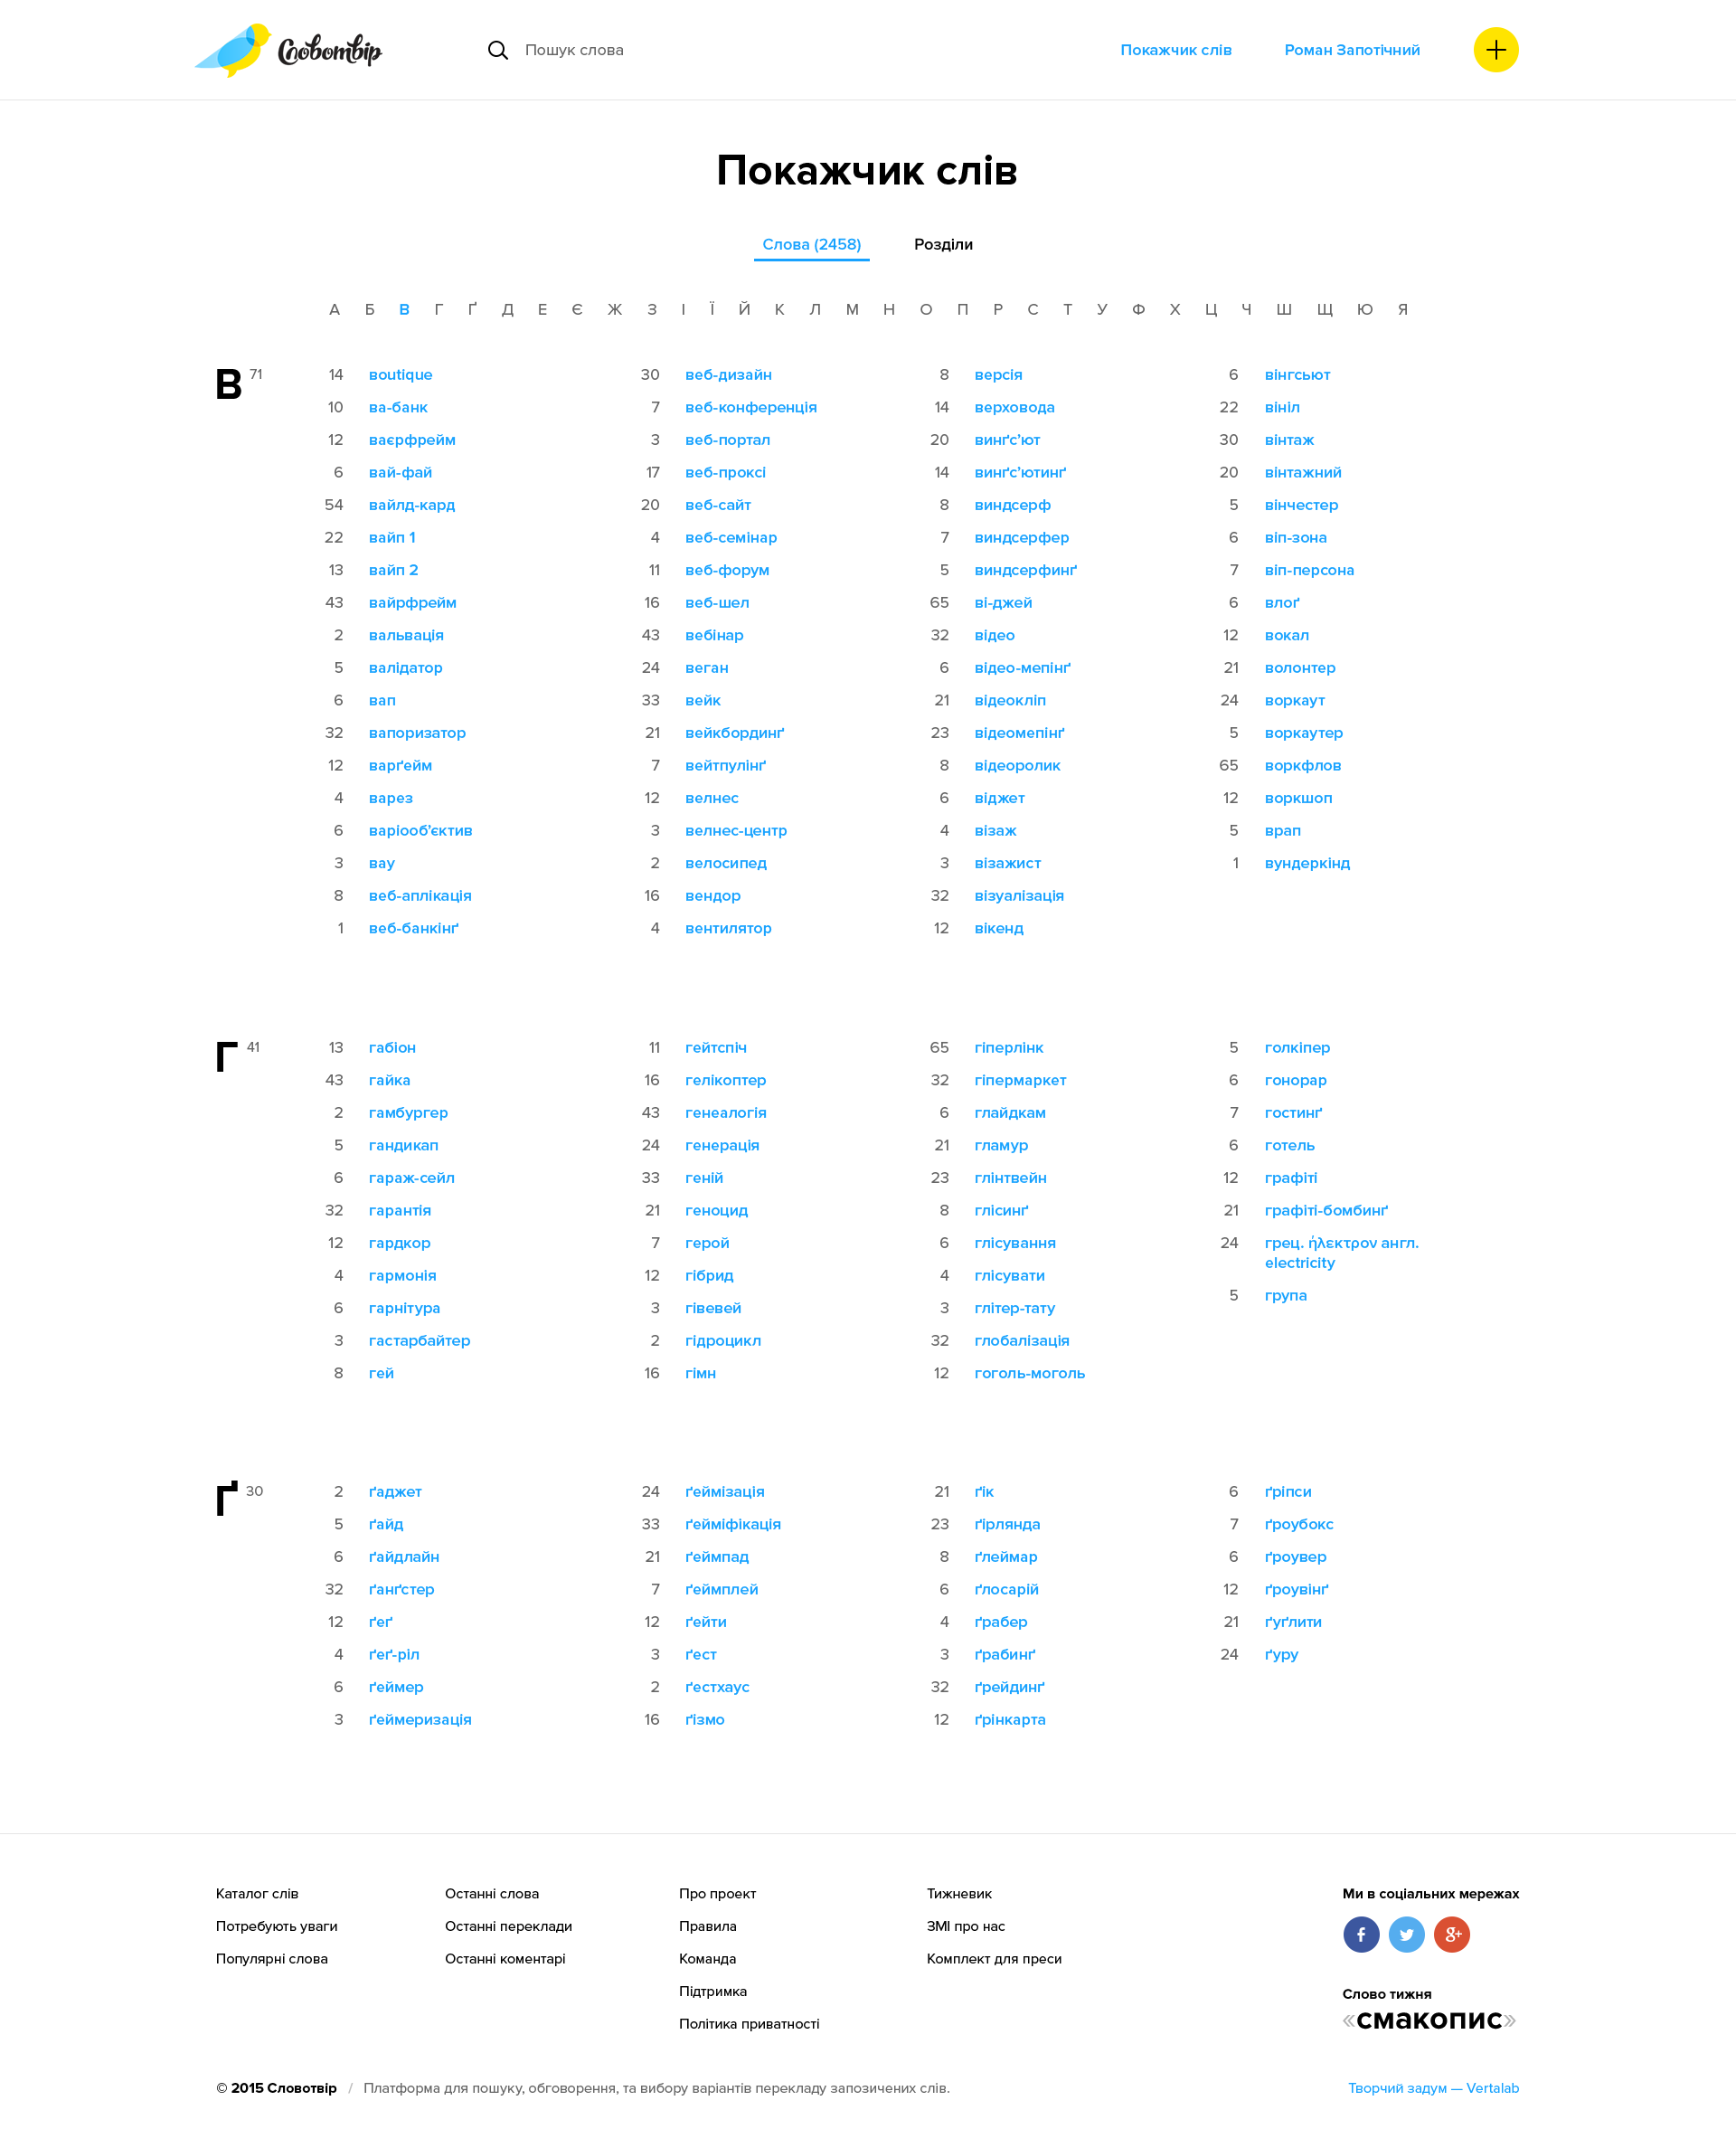 Словотвір
Пошук слова
Покажчик слів
Роман Запотічний
Покажчик слів
Слова (2458)
Розділи
А Б В Г Ґ Д Е Є Ж З І Ї Й К Л М Н О П Р С Т У Ф Х Ц Ч Ш Щ Ю Я
В 71
14 воutique
10 ва-банк
12 ваєрфрейм
6 вай-фай
54 вайлд-кард
22 вайп 1
13 вайп 2
43 вайрфрейм
2 вальвація
5 валідатор
6 вап
32 вапоризатор
12 варґейм
4 варез
6 варіооб’єктив
3 вау
8 веб-аплікація
1 веб-банкінґ
30 веб-дизайн
7 веб-конференція
3 веб-портал
17 веб-проксі
20 веб-сайт
4 веб-семінар
11 веб-форум
16 веб-шел
43 вебінар
24 веган
33 вейк
21 вейкбординґ
7 вейтпулінґ
12 велнес
3 велнес-центр
2 велосипед
16 вендор
4 вентилятор
8 версія
14 верховода
20 винґс’ют
14 винґс’ютинґ
8 виндсерф
7 виндсерфер
5 виндсерфинґ
65 ві-джей
32 відео
6 відео-мепінґ
21 відеокліп
23 відеомепінґ
8 відеоролик
6 віджет
4 візаж
3 візажист
32 візуалізація
12 вікенд
6 вінгсьют
22 вініл
30 вінтаж
20 вінтажний
5 вінчестер
6 віп-зона
7 віп-персона
6 влоґ
12 вокал
21 волонтер
24 воркаут
5 воркаутер
65 воркфлов
12 воркшоп
5 врап
1 вундеркінд
Г 41
13 габіон
43 гайка
2 гамбургер
5 гандикап
6 гараж-сейл
32 гарантія
12 гардкор
4 гармонія
6 гарнітура
3 гастарбайтер
8 гей
11 гейтспіч
16 гелікоптер
43 генеалогія
24 генерація
33 геній
21 геноцид
7 герой
12 гібрид
3 гівевей
2 гідроцикл
16 гімн
65 гіперлінк
32 гіпермаркет
6 глайдкам
21 гламур
23 глінтвейн
8 глісинґ
6 глісування
4 глісувати
3 глітер-тату
32 глобалізація
12 гоголь-моголь
5 голкіпер
6 гонорар
7 гостинґ
6 готель
12 графіті
21 графіті-бомбинґ
24 грец. ήλεκτρον англ.
electricity
5 група
Ґ 30
2 ґаджет
5 ґайд
6 ґайдлайн
32 ґанґстер
12 ґеґ
4 ґеґ-ріл
6 ґеймер
3 ґеймеризація
24 ґеймізація
33 ґейміфікація
21 ґеймпад
7 ґеймплей
12 ґейти
3 ґест
2 ґестхаус
16 ґізмо
21 ґік
23 ґірлянда
8 ґлеймар
6 ґлосарій
4 ґрабер
3 ґрабинґ
32 ґрейдинґ
12 ґрінкарта
6 ґріпси
7 ґроубокс
6 ґроувер
12 ґроувінґ
21 ґуґлити
24 ґуру
Каталог слів
Потребують уваги
Популярні слова
Останні слова
Останні переклади
Останні коментарі
Про проект
Правила
Команда
Підтримка
Політика приватності
Тижневик
ЗМІ про нас
Комплект для преси
Ми в соціальних мережах
f
g+
Слово тижня
«смакопис»
© 2015 Словотвір / Платформа для пошуку, обговорення, та вибору варіантів перекладу запозичених слів.
Творчий задум — Vertalab